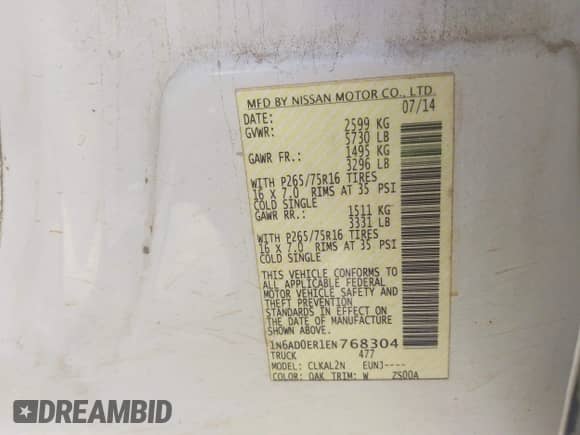 MFD BY NISSAN MOTOR CO., LTD.
DATE: 07/14
GVWR: 2599 KG
5730 LB
GAWR FR.: 1495 KG
3296 LB
WITH P265/75R16 TIRES
16 X 7.0 RIMS AT 35 PSI
COLD SINGLE
GAWR RR.: 1511 KG
3331 LB
WITH P265/75R16 TIRES
16 X 7.0 RIMS AT 35 PSI
COLD SINGLE
THIS VEHICLE CONFORMS TO
ALL APPLICABLE FEDERAL
MOTOR VEHICLE SAFETY AND
THEFT PREVENTION
STANDARDS IN EFFECT ON
THE DATE OF MANUFACTURE
SHOWN ABOVE.
1N6AD0ER1EN768304
TRUCK 477
MODEL: CLKAL2N EUNJ----
COLOR: QAK TRIM: W ZS00A
DREAMBID